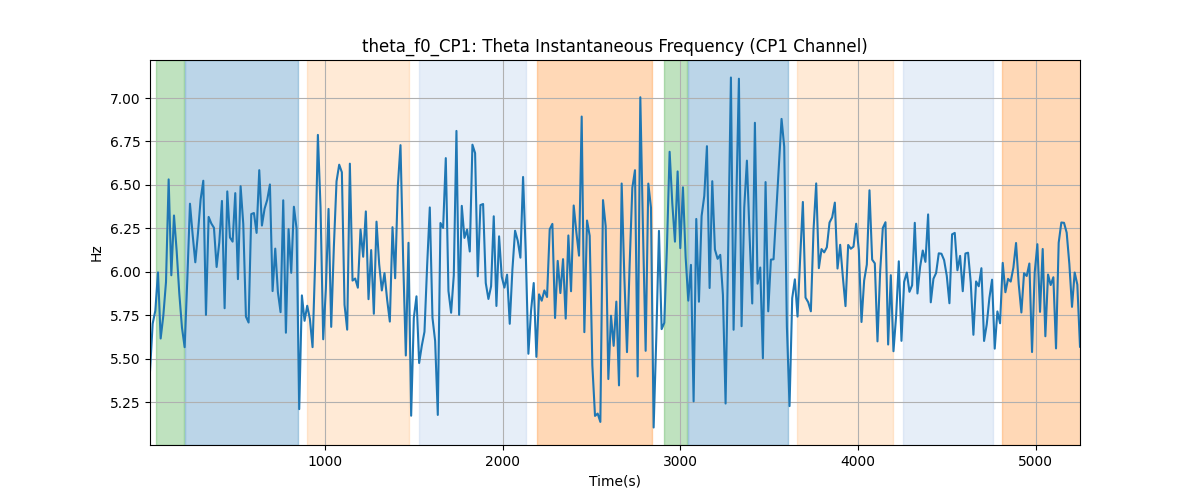 theta_f0_CP1: Theta Instantaneous Frequency (CP1 Channel)
7.00
6.75
6.50
6.25
6.00
5.75
5.50
5.25
Hz
1000 2000 3000 4000 5000
Time(s)